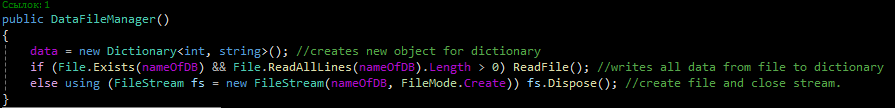 Ссылок: 1
public DataFileManager()
{
data = new Dictionary<int, string>(); //creates new object for dictionary
if (File.Exists(nameOfDB) && File.ReadAllLines(nameOfDB).Length > 0) ReadFile(); //writes all data from file to dictionary
else using (FileStream fs = new FileStream(nameOfDB, FileMode.Create)) fs.Dispose(); //create file and close stream.
}